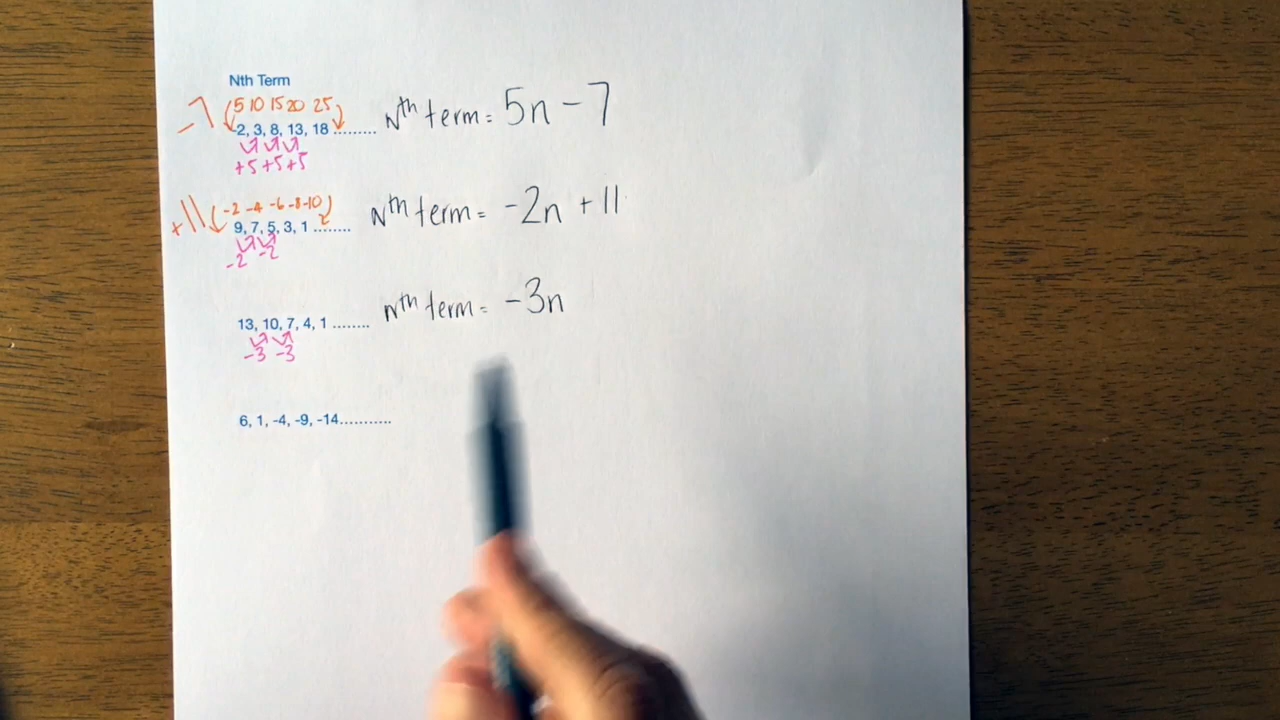 Nth Term
-7 (5 10 15 20 25)
2, 3, 8, 13, 18 ......... Nth term = 5n - 7
+5 +5 +5
+11 -2 -4 -6 -8 -10)
9, 7, 5, 3, 1 ........ Nth term = -2n + 11
-2 -2
13, 10, 7, 4, 1 ........ Nth term = -3n
-3 -3
6, 1, -4, -9, -14...........